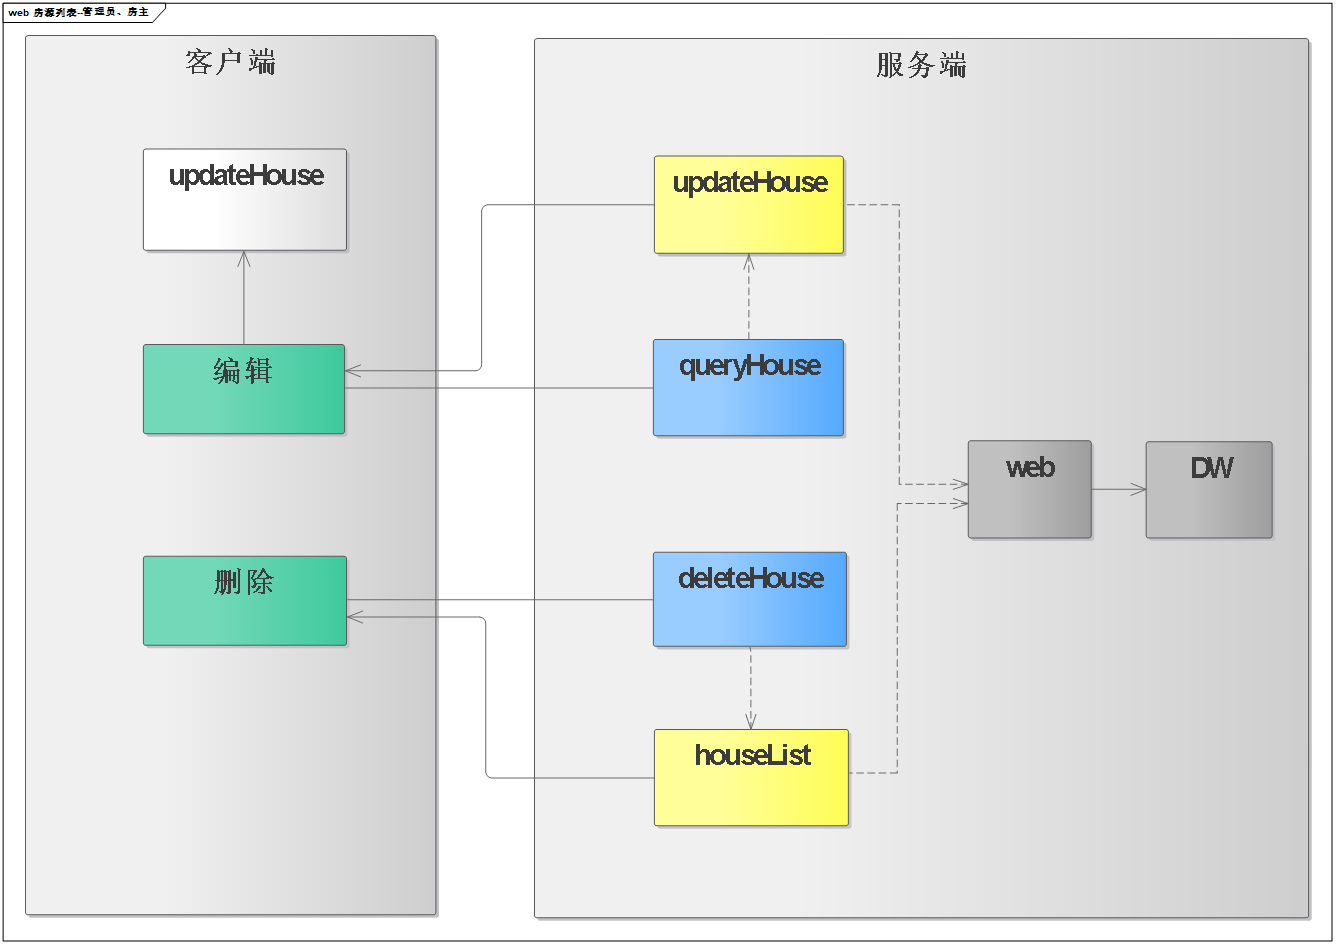 web 房源列表--管理员、房主
客户端
服务端
updateHouse
updateHouse
编辑
queryHouse
web
DW
删除
deleteHouse
houseList